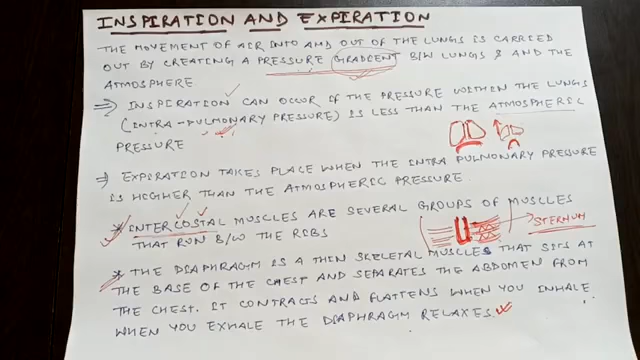 INSPIRATION AND EXPIRATION
THE MOVEMENT OF AIR INTO AND OUT OF THE LUNGS IS CARRIED
OUT BY CREATING A PRESSURE GRADIENT B/W LUNGS & AND THE
ATMOSPHERE
⇒ INSPIRATION CAN OCCUR IF THE PRESSURE WITHIN THE LUNGS
(INTRA-PULMONARY PRESSURE) IS LESS THAN THE ATMOSPHERIC
PRESSURE
⇒ EXPIRATION TAKES PLACE WHEN THE INTRA PULMONARY PRESSURE
IS HIGHER THAN THE ATMOSPHERIC PRESSURE.
* INTERCOSTAL MUSCLES ARE SEVERAL GROUPS OF MUSCLES
THAT RUN B/W THE RIBS
STERNUM
* THE DIAPHRAGM IS A THIN SKELETAL MUSCLES THAT SITS AT
THE BASE OF THE CHEST AND SEPARATES THE ABDOMEN FROM
THE CHEST. IT CONTRACTS AND FLATTENS WHEN YOU INHALE
WHEN YOU EXHALE THE DIAPHRAGM RELAXES.